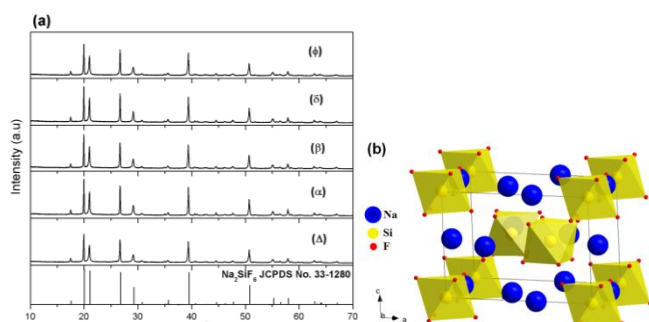 (a)
(ϕ)
(δ)
(β)
(α)
(Δ)
Na₂SiF₆ JCPDS No. 33-1280
Intensity (a.u)
10 20 30 40 50 60 70
(b)
Na
Si
F
c
a